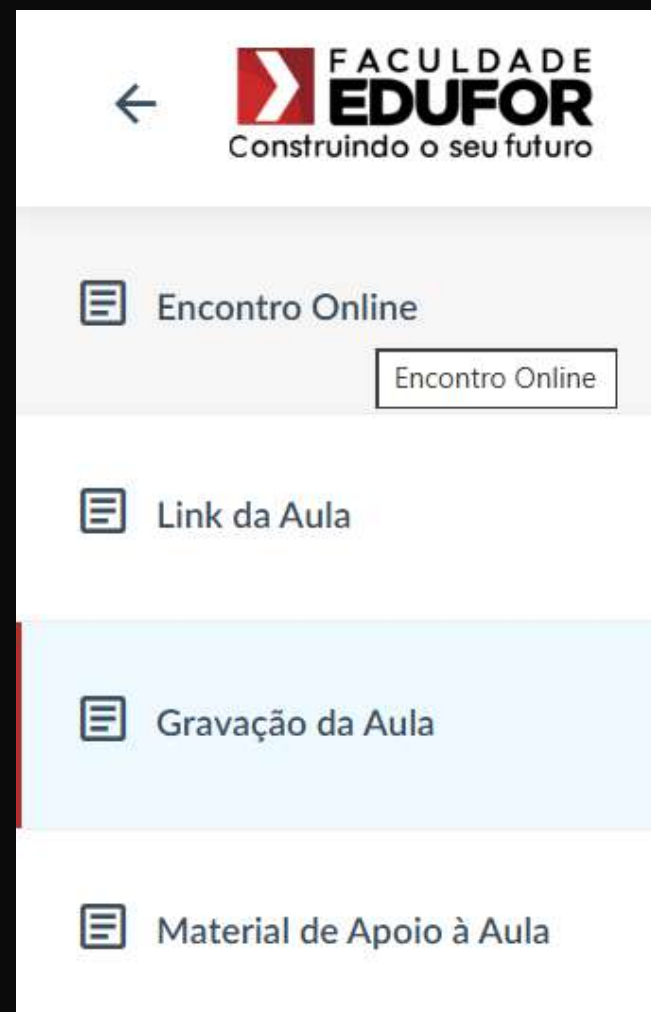 FACULDADE
EDUFOR
Construindo o seu futuro
Encontro Online
Encontro Online
Link da Aula
Gravação da Aula
Material de Apoio à Aula